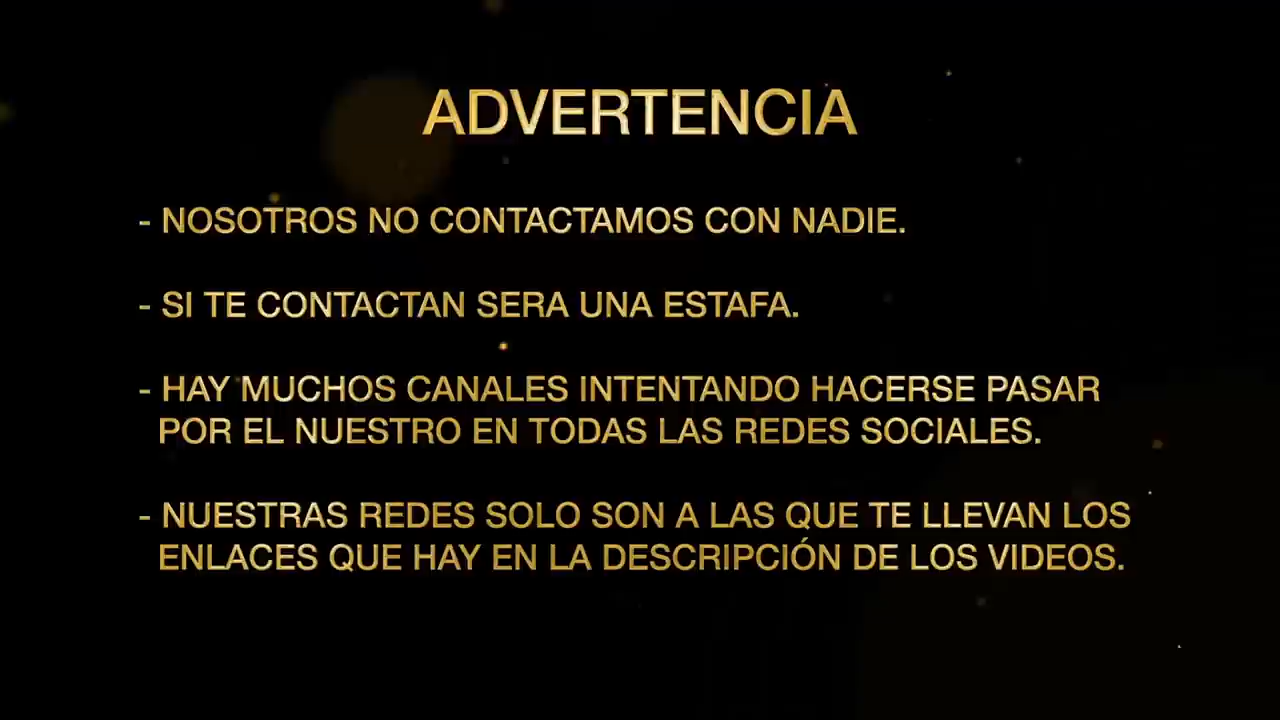 ADVERTENCIA
- NOSOTROS NO CONTACTAMOS CON NADIE.
- SI TE CONTACTAN SERA UNA ESTAFA.
- HAY MUCHOS CANALES INTENTANDO HACERSE PASAR
POR EL NUESTRO EN TODAS LAS REDES SOCIALES.
- NUESTRAS REDES SOLO SON A LAS QUE TE LLEVAN LOS
ENLACES QUE HAY EN LA DESCRIPCIÓN DE LOS VIDEOS.